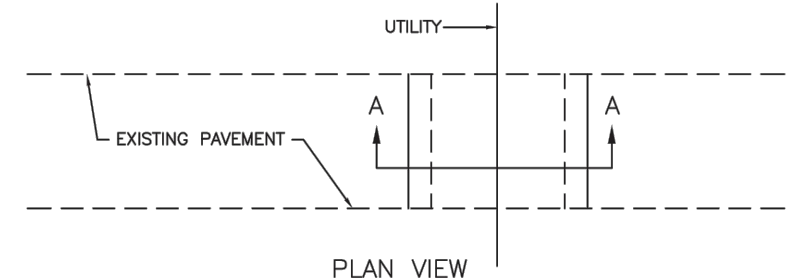 UTILITY
A
A
EXISTING PAVEMENT
PLAN VIEW